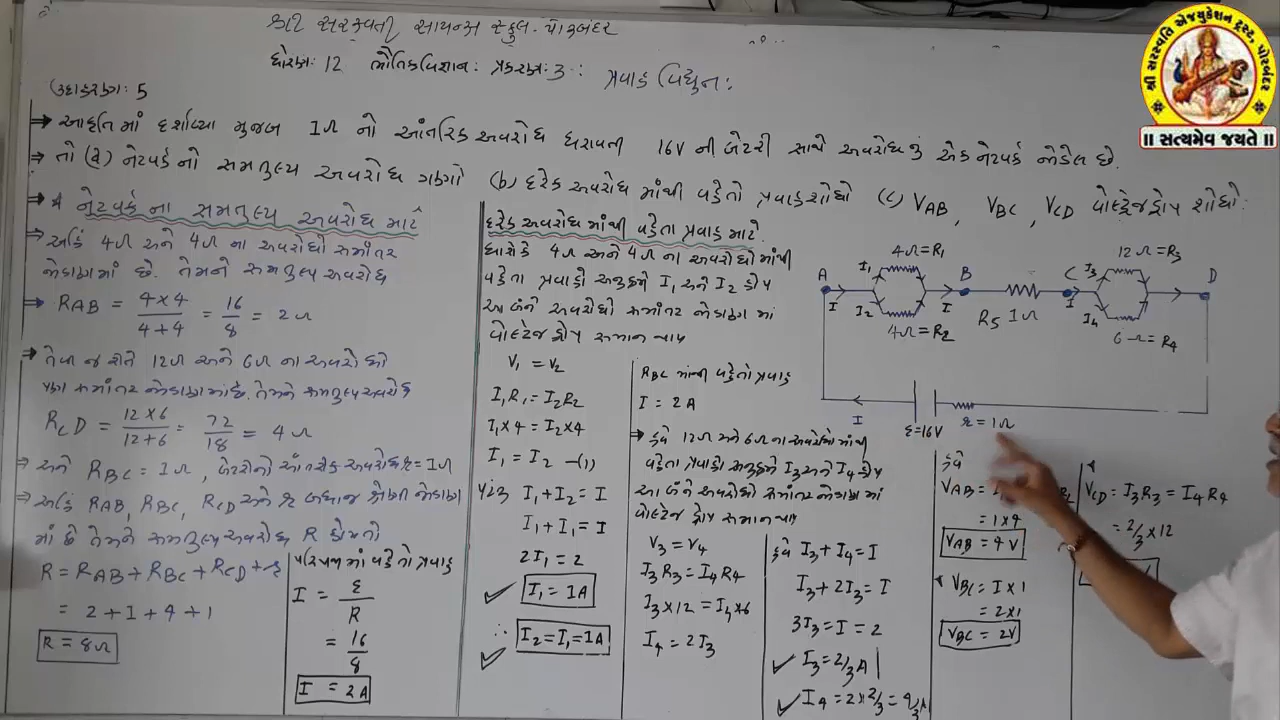 શ્રી સરસ્વતી સાયન્સ સ્કુલ. પોરબંદર
ધોરણ: 12 ભૌતિકવિજ્ઞાન: પ્રકરણ: 3 : પ્રવાહ વિદ્યુત:
શ્રી સરસ્વતિ એજ્યુકેશન ટ્રસ્ટ, પોરબંદર
|| સત્યમેવ જયતે ||
ઉદાહરણ: 5
⇒ આકૃતિ માં દર્શાવ્યા મુજબ 1Ω નો આંતરિક અવરોધ ધરાવતી 16V ની બેટરી સાથે અવરોધોનું એક નેટવર્ક જોડેલ છે.
⇒ તો (a) નેટવર્કનો સમતુલ્ય અવરોધ ગણો (b) દરેક અવરોધ માંથી વહેતો પ્રવાહ શોધો (c) VAB, VBC, VCD વોલ્ટેજ ડ્રોપ શોધો.
⇒ * નેટવર્ક ના સમતુલ્ય અવરોધ માટે
⇒ અહિં 4Ω અને 4Ω ના અવરોધો સમાંતર
જોડાણમાં છે. તેમનો સમતુલ્ય અવરોધ
⇒ RAB = 4×4 / 4+4 = 16/8 = 2Ω
⇒ તેવી જ રીતે 12Ω અને 6Ω ના અવરોધો
પણ સમાંતર જોડાણમાં છે. તેમનો સમતુલ્ય અવરોધ
RCD = 12×6 / 12+6 = 72/18 = 4Ω
⇒ અને RBC = 1Ω, બેટરીનો આંતરિક અવરોધ r = 1Ω
⇒ અહિં RAB, RBC, RCD અને r બધાજ શ્રેણી જોડાણ
માં છે તેમનો સમતુલ્ય અવરોધ R હોય તો
R = RAB + RBC + RCD + r
= 2 + 1 + 4 + 1
R = 8Ω
પરિપથ માં વહેતો પ્રવાહ
I = ε / R
= 16 / 8
I = 2A
દરેક અવરોધ માંથી વહેતા પ્રવાહ માટે.
ધારોકે 4Ω અને 4Ω ના અવરોધોમાંથી
વહેતા પ્રવાહો અનુક્રમે I1 અને I2 હોય
આ બંને અવરોધો સમાંતર જોડાણ માં
વોલ્ટેજ ડ્રોપ સમાન થાય
V1 = V2
I1R1 = I2R2
I1×4 = I2×4
I1 = I2 —(1)
પરંતુ I1 + I2 = I
I1 + I1 = I
2I1 = 2
✓ I1 = 1A
∴ ✓ I2 = I1 = 1A
RBC માંથી વહેતો પ્રવાહ
I = 2A
⇒ હવે 12Ω અને 6Ω ના અવરોધો માંથી
વહેતા પ્રવાહો અનુક્રમે I3 અને I4 હોય
આ બંને અવરોધો સમાંતર જોડાણ માં
વોલ્ટેજ ડ્રોપ સમાન થાય
V3 = V4
I3R3 = I4R4
I3×12 = I4×6
I4 = 2I3
હવે I3 + I4 = I
I3 + 2I3 = I
3I3 = I = 2
✓ I3 = 2/3 A
✓ I4 = 2×2/3 = 4/3 A
4Ω=R1
12Ω=R3
A
I1
B
C
I3
D
I
I2
I
R5 1Ω
I
I4
4Ω=R2
6Ω=R4
I
ε=16V
r=1Ω
હવે
VAB =
= 1×4
VAB = 4V
* VBC = I×1
= 2×1
VBC = 2V
* VCD = I3R3 = I4R4
= 2/3×12